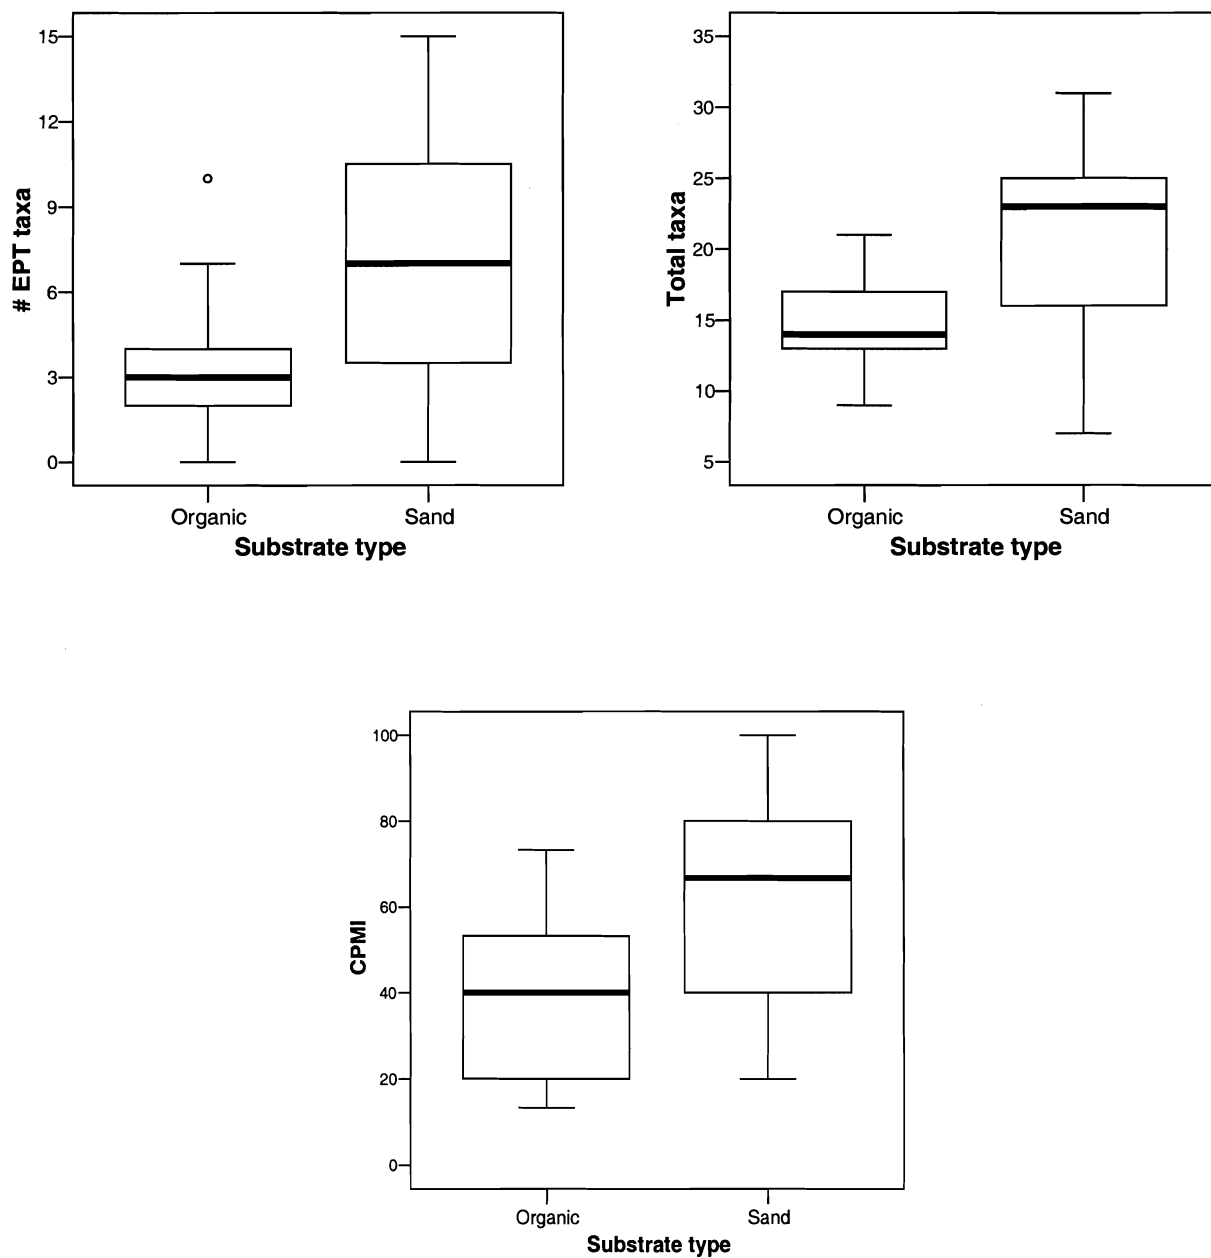 # EPT taxa
15
12
9
6
3
0
Organic
Sand
Substrate type
Total taxa
35
30
25
20
15
10
5
Organic
Sand
Substrate type
CPMI
100
80
60
40
20
0
Organic
Sand
Substrate type